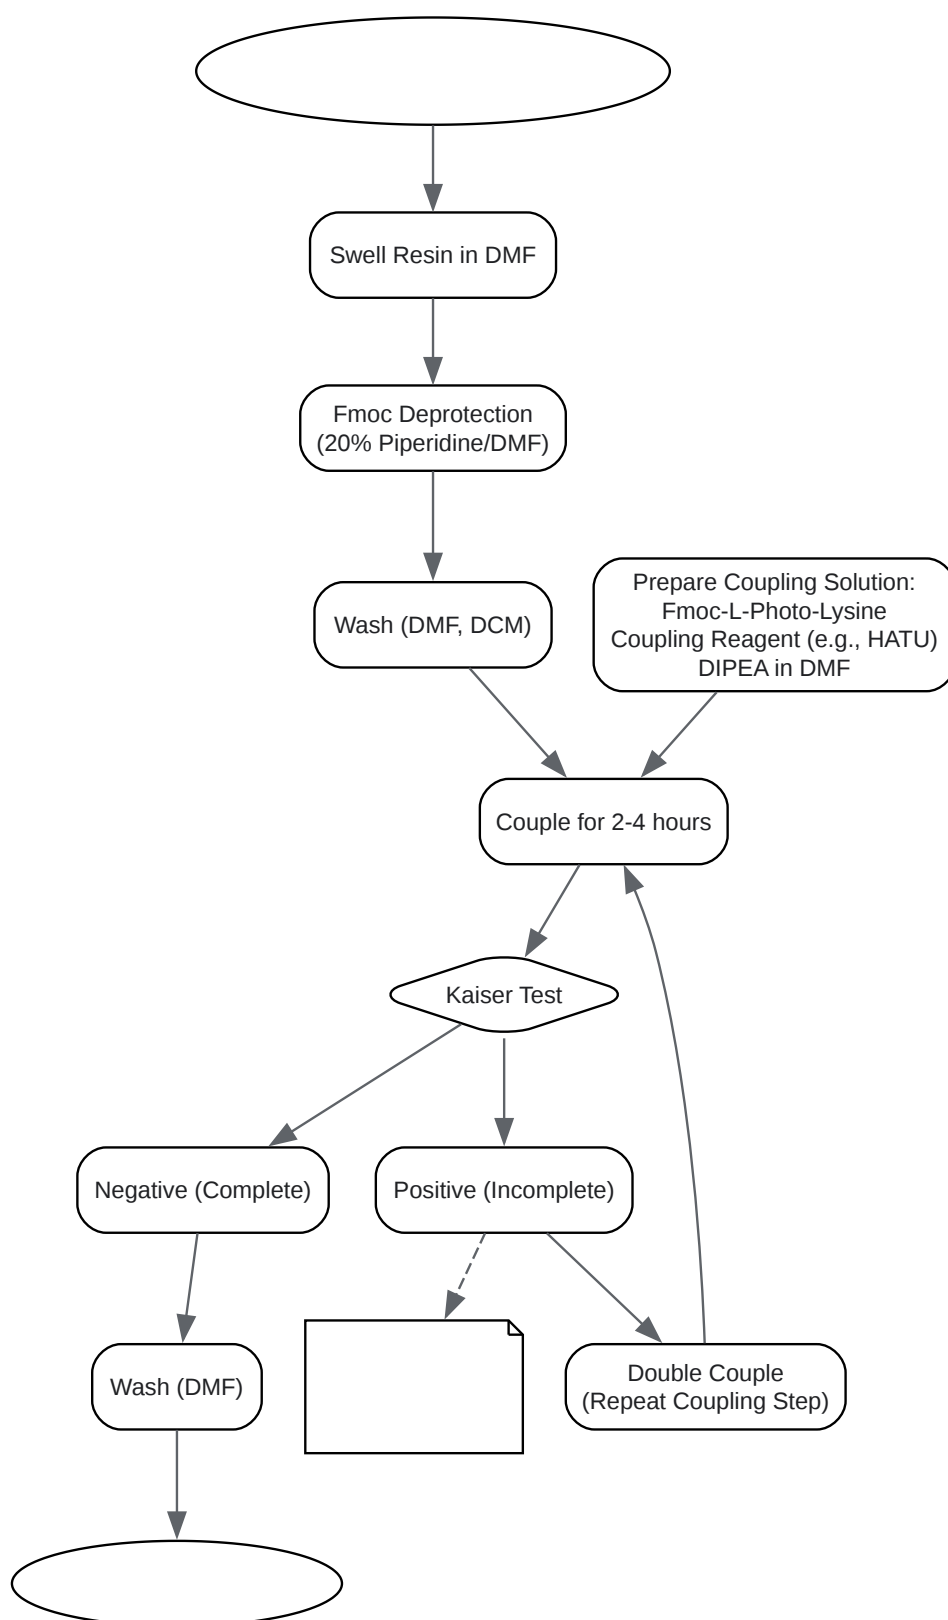 Swell Resin in DMF
Fmoc Deprotection
(20% Piperidine/DMF)
Wash (DMF, DCM)
Prepare Coupling Solution:
Fmoc-L-Photo-Lysine
Coupling Reagent (e.g., HATU)
DIPEA in DMF
Couple for 2-4 hours
Kaiser Test
Negative (Complete)
Positive (Incomplete)
Wash (DMF)
Double Couple
(Repeat Coupling Step)